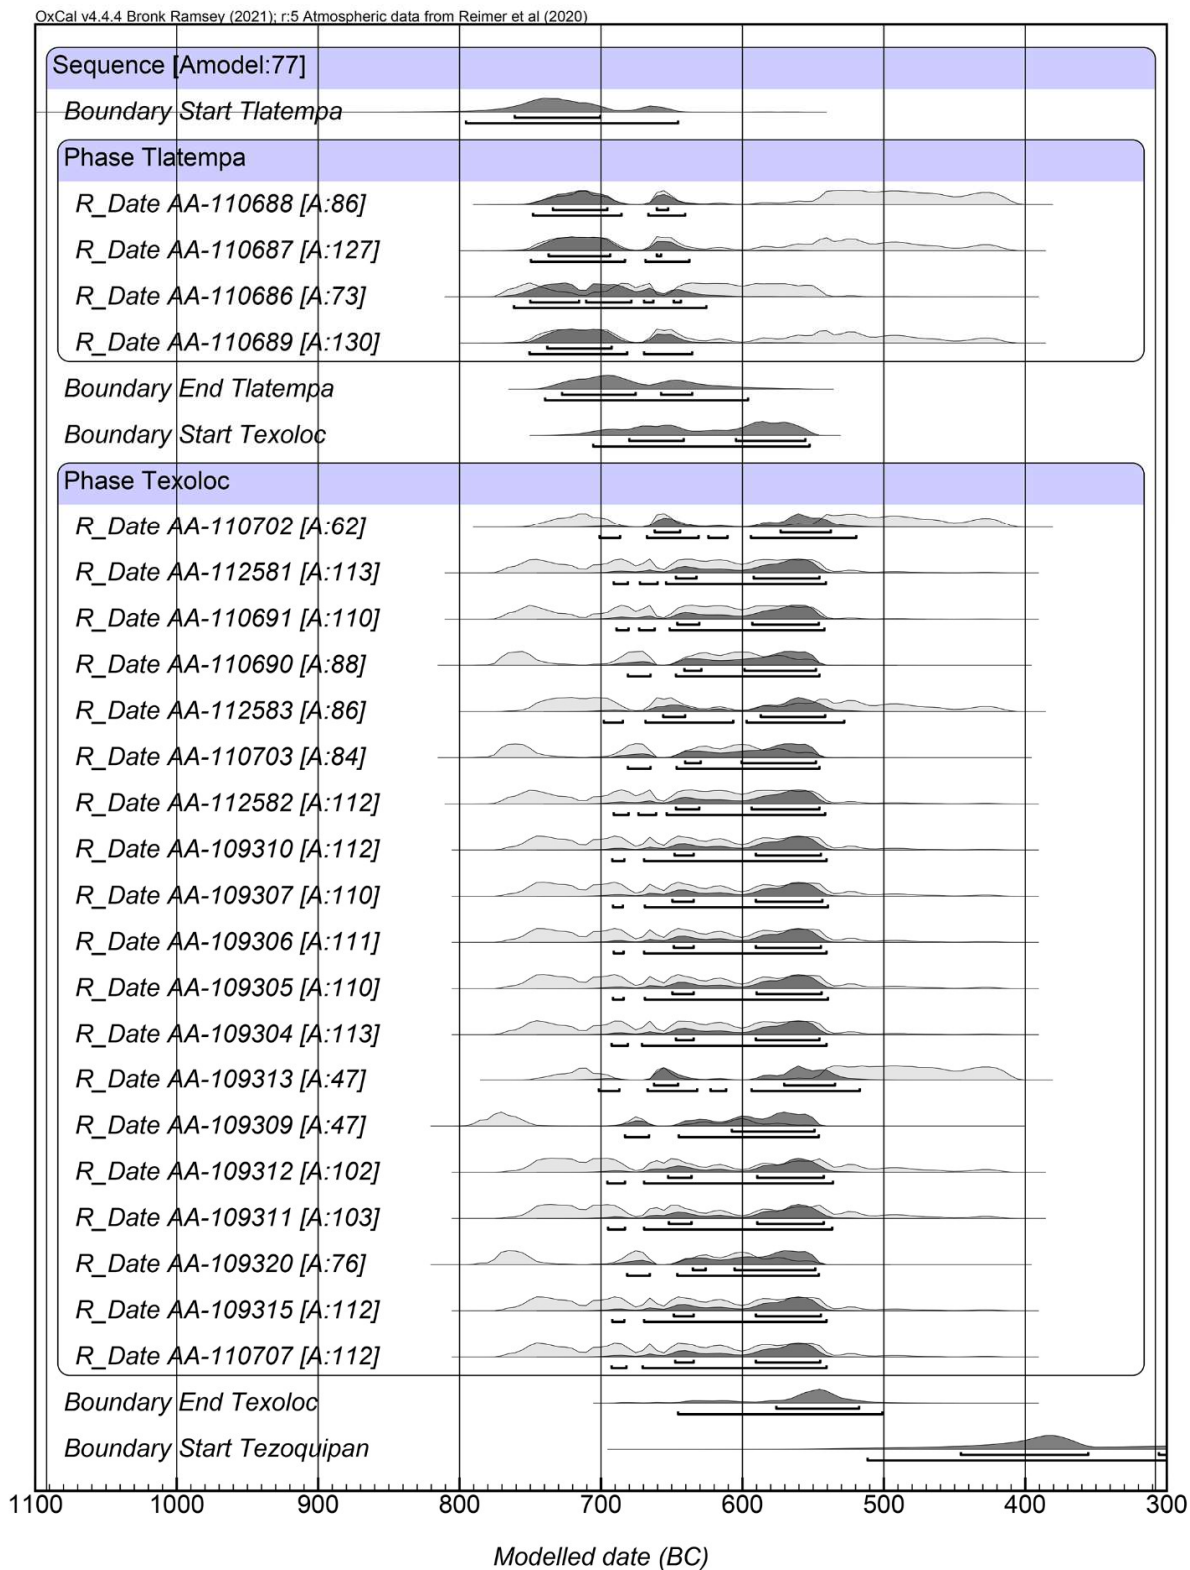 OxCal v4.4.4 Bronk Ramsey (2021); r:5 Atmospheric data from Reimer et al (2020)
Sequence [Amodel:77]
Boundary Start Tlatempa
Phase Tlatempa
R_Date AA-110688 [A:86]
R_Date AA-110687 [A:127]
R_Date AA-110686 [A:73]
R_Date AA-110689 [A:130]
Boundary End Tlatempa
Boundary Start Texoloc
Phase Texoloc
R_Date AA-110702 [A:62]
R_Date AA-112581 [A:113]
R_Date AA-110691 [A:110]
R_Date AA-110690 [A:88]
R_Date AA-112583 [A:86]
R_Date AA-110703 [A:84]
R_Date AA-112582 [A:112]
R_Date AA-109310 [A:112]
R_Date AA-109307 [A:110]
R_Date AA-109306 [A:111]
R_Date AA-109305 [A:110]
R_Date AA-109304 [A:113]
R_Date AA-109313 [A:47]
R_Date AA-109309 [A:47]
R_Date AA-109312 [A:102]
R_Date AA-109311 [A:103]
R_Date AA-109320 [A:76]
R_Date AA-109315 [A:112]
R_Date AA-110707 [A:112]
Boundary End Texoloc
Boundary Start Tezoquipan
1100 1000 900 800 700 600 500 400 300
Modelled date (BC)